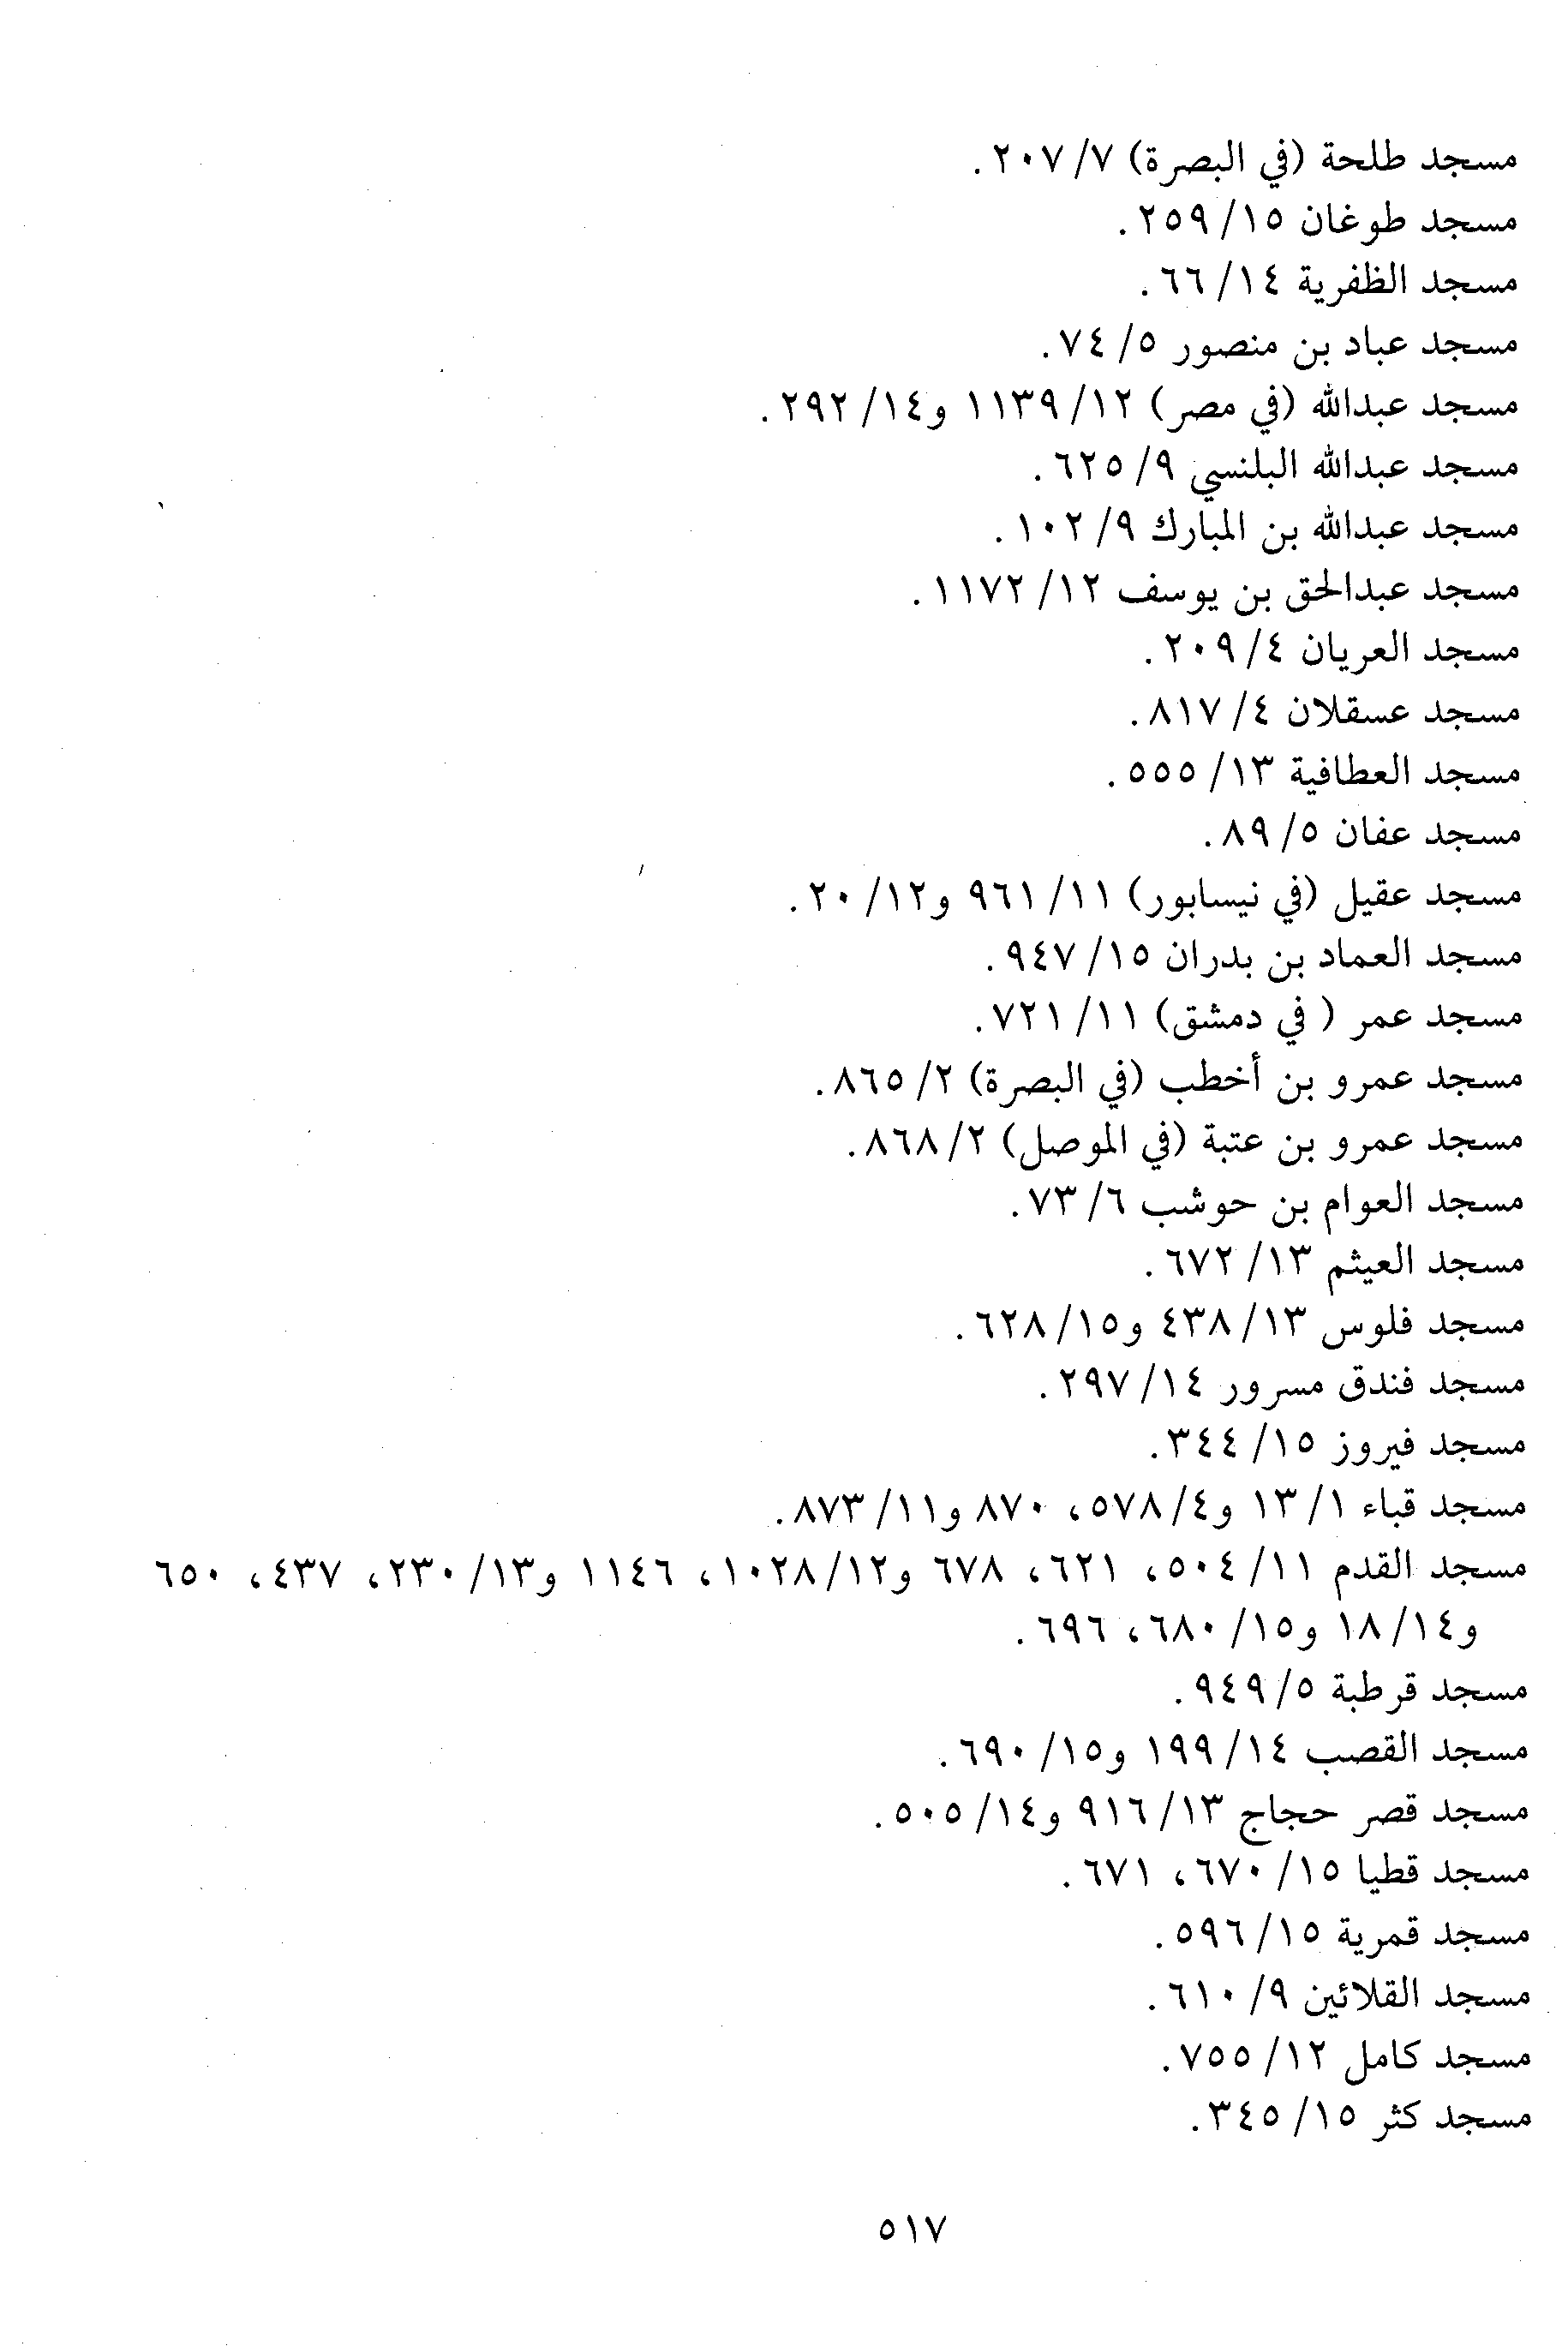 مسجد طلحة (في البصرة) ٧/ ٢٠٧ .
مسجد طوغان ١٥/ ٢٥٩ .
مسجد الظفرية ١٤/ ٦٦ .
مسجد عباد بن منصور ٥/ ٧٤.
مسجد عبدالله (في مصر) ١٢/ ١١٣٩ و١٤/ ٢٩٢ .
مسجد عبدالله البلنسي ٩/ ٦٢٥ .
مسجد عبدالله بن المبارك ٩/ ١٠٢ .
مسجد عبدالحق بن يوسف ١٢/ ١١٧٢ .
مسجد العريان ٤/ ٢٠٩ .
مسجد عسقلان ٤/ ٨١٧ .
مسجد العطافية ١٣/ ٥٥٥ .
مسجد عفان ٥/ ٨٩ .
مسجد عقيل (في نيسابور) ١١/ ٩٦١ و١٢/ ٢٠ .
مسجد العماد بن بدران ١٥/ ٩٤٧ .
مسجد عمر ( في دمشق) ١١/ ٧٢١ .
مسجد عمرو بن أخطب (في البصرة) ٢/ ٨٦٥ .
مسجد عمرو بن عتبة (في الموصل) ٢/ ٨٦٨ .
مسجد العوام بن حوشب ٦/ ٧٣ .
مسجد العيثم ١٣/ ٦٧٢ .
مسجد فلوس ١٣/ ٤٣٨ و١٥/ ٦٢٨ .
مسجد فندق مسرور ١٤/ ٢٩٧ .
مسجد فيروز ١٥/ ٣٤٤ .
مسجد قباء ١/ ١٣ و٤/ ٥٧٨، ٨٧٠ و١١/ ٨٧٣ .
مسجد القدم ١١/ ٥٠٤، ٦٢١، ٦٧٨ و١٢/ ١٠٢٨، ١١٤٦ و١٣/ ٢٣٠، ٤٣٧، ٦٥٠
و١٤/ ١٨ و١٥/ ٦٨٠، ٦٩٦ .
مسجد قرطبة ٥/ ٩٤٩ .
مسجد القصب ١٤/ ١٩٩ و١٥/ ٦٩٠ .
مسجد قصر حجاج ١٣/ ٩١٦ و١٤/ ٥٠٥ .
مسجد قطيا ١٥/ ٦٧٠، ٦٧١ .
مسجد قمرية ١٥/ ٥٩٦ .
مسجد القلائين ٩/ ٦١٠ .
مسجد كامل ١٢/ ٧٥٥ .
مسجد كثر ١٥/ ٣٤٥ .
٥١٧